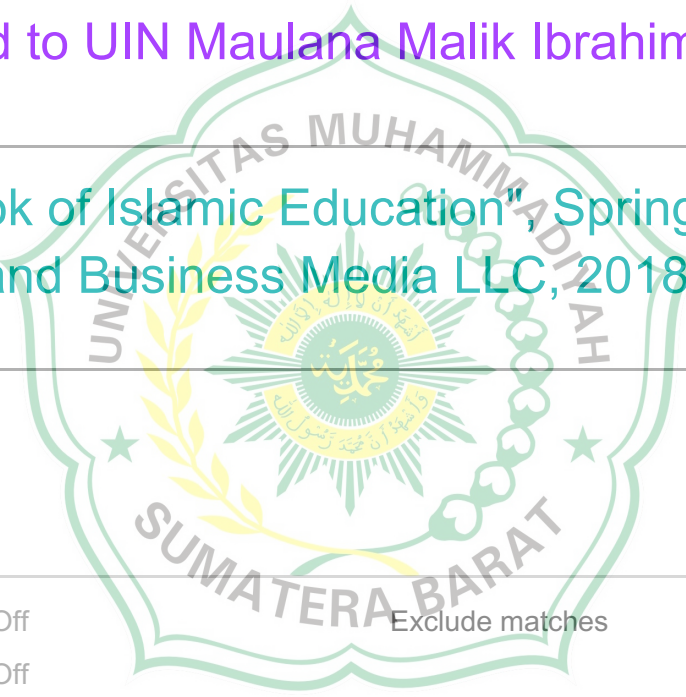 d to UIN Maulana Malik Ibrahim
UNIVERSITAS MUHAMMADIYAH
ok of Islamic Education", Spring
and Business Media LLC, 2018
محمدية
SUMATERA BARAT
Off
Exclude matches
Off